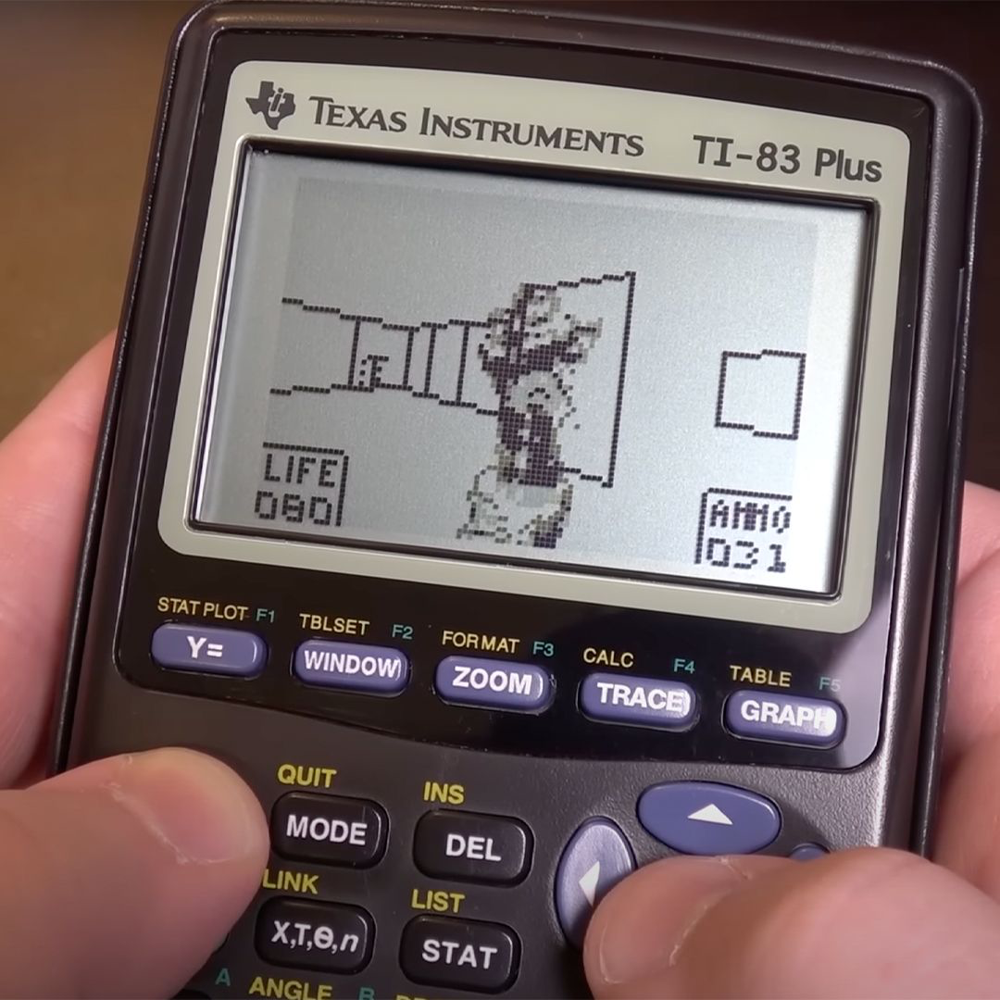 TEXAS INSTRUMENTS TI-83 Plus
LIFE
080
AMMO
031
STAT PLOT F1 TBLSET F2 FORMAT F3 CALC F4 TABLE F5
Y= WINDOW ZOOM TRACE GRAPH
QUIT INS
MODE DEL
LINK LIST
X,T,Θ,n STAT
A ANGLE B